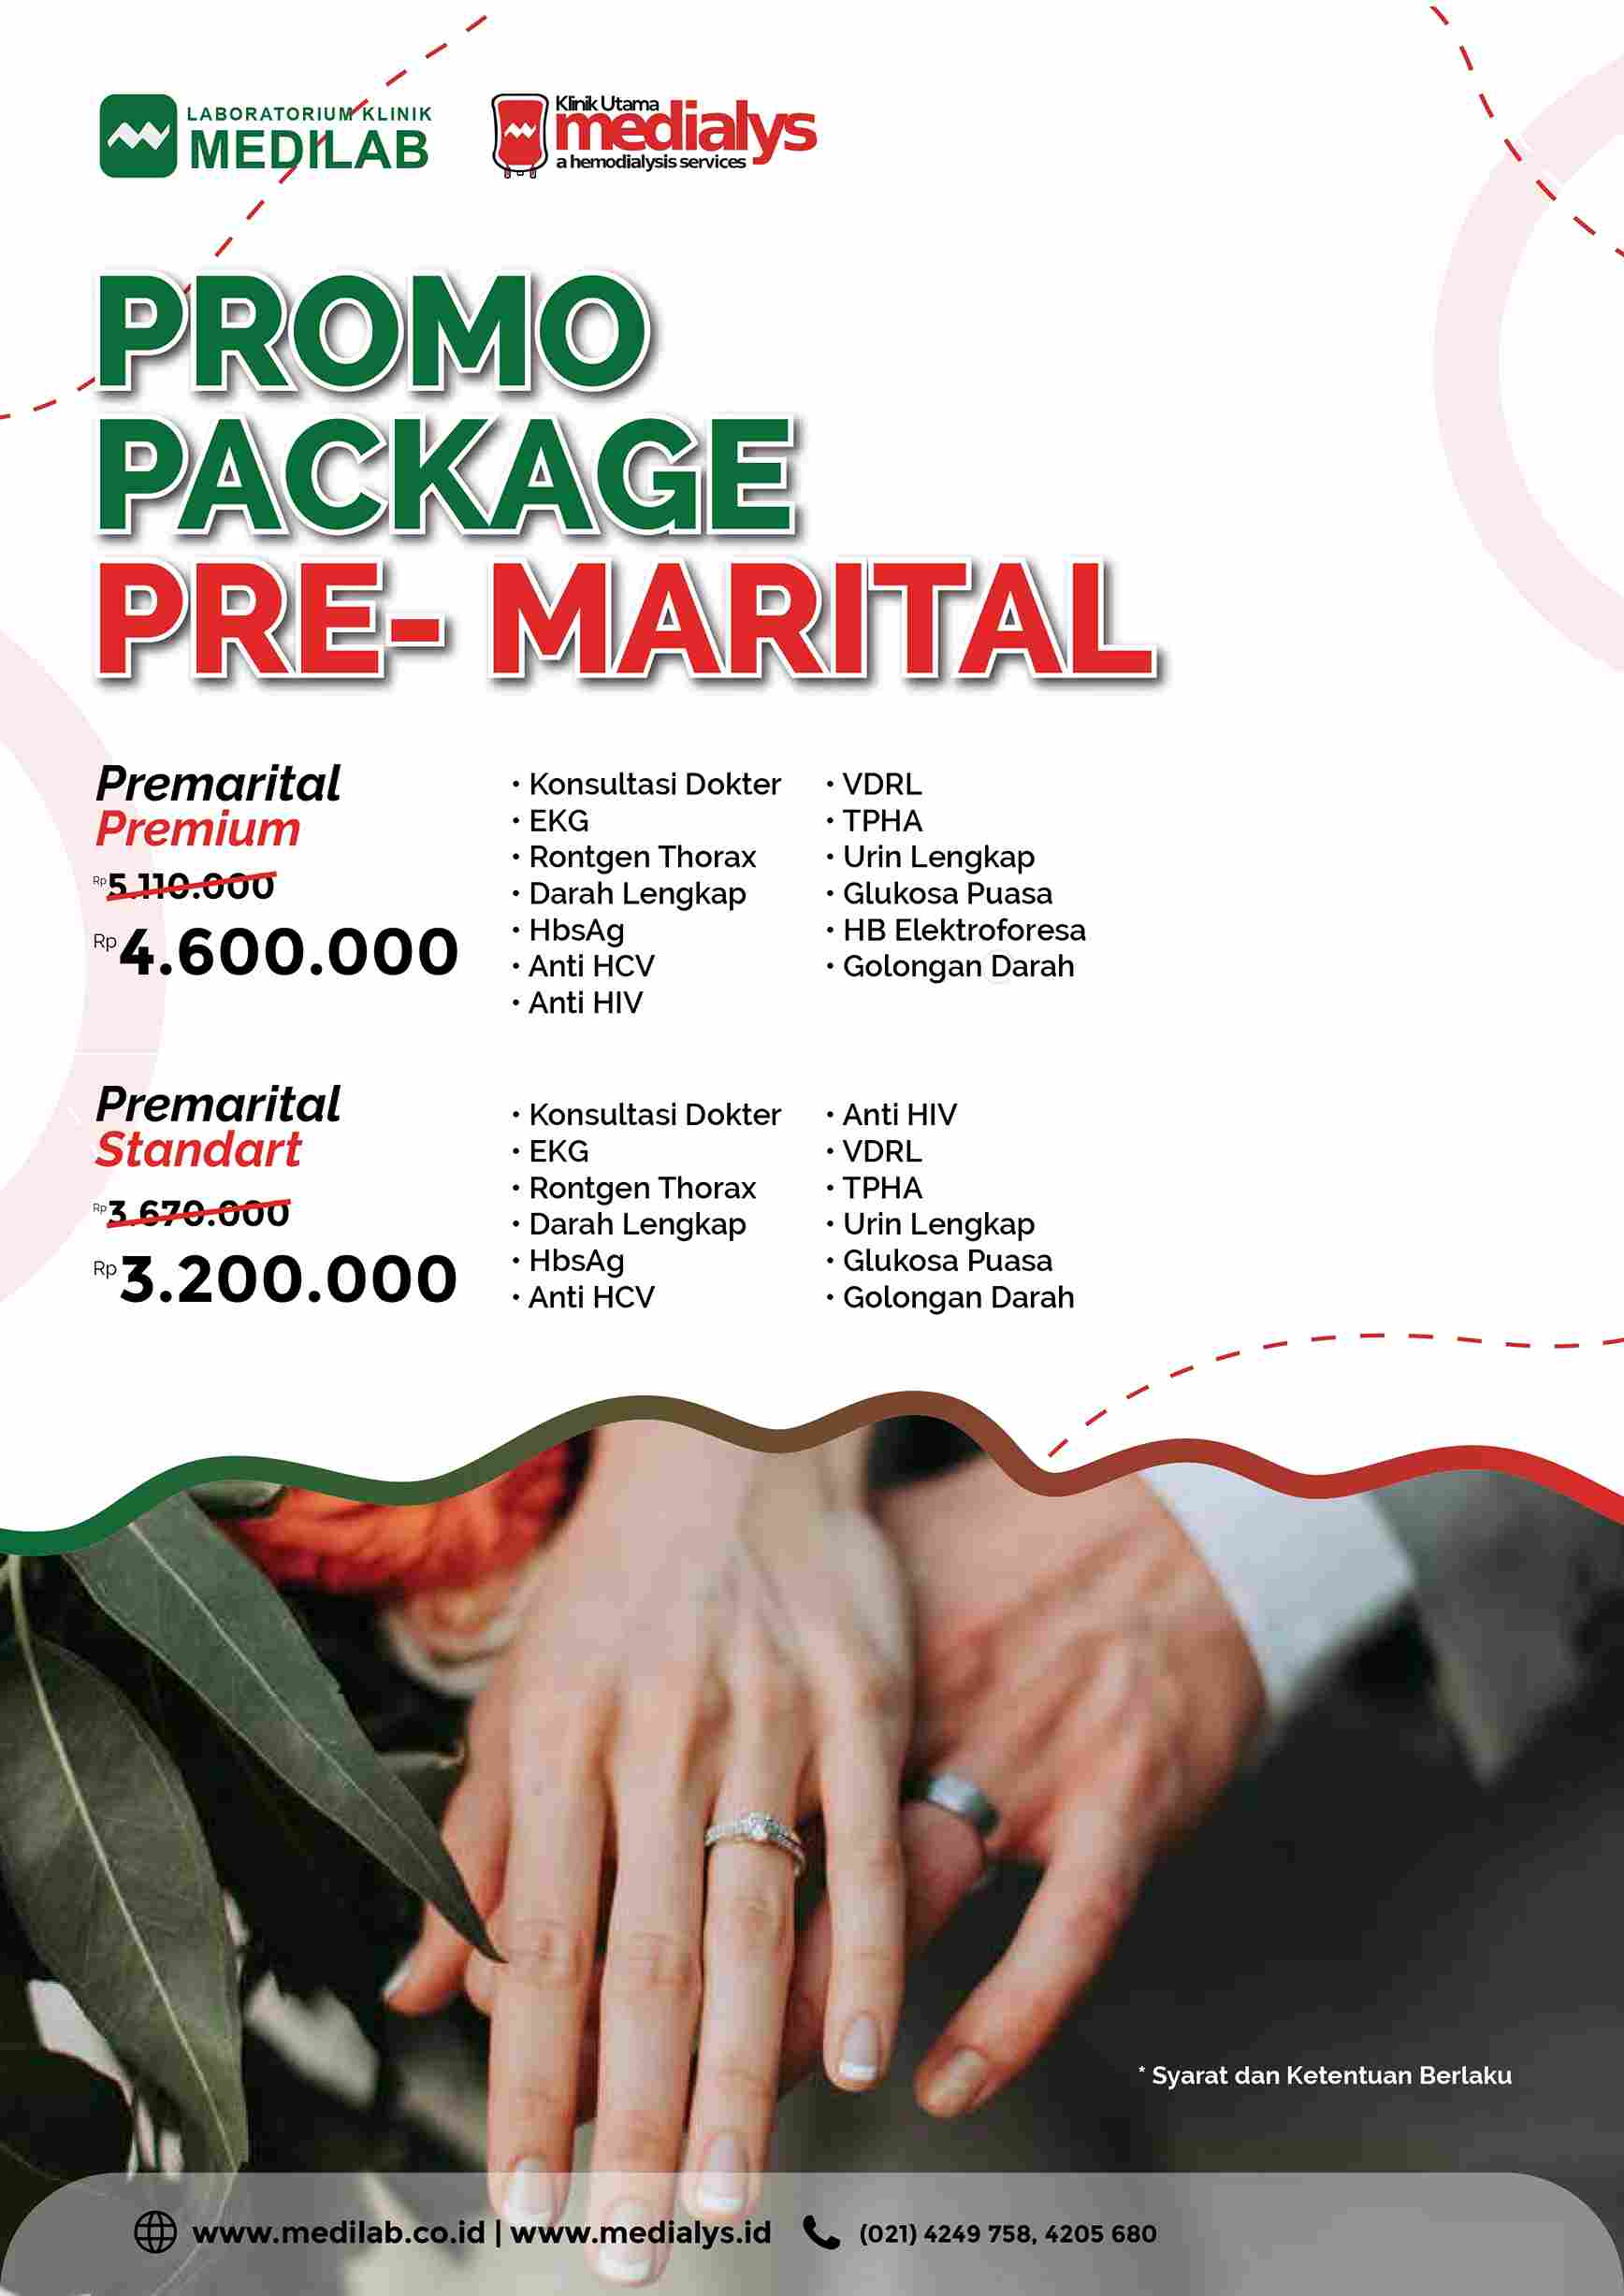 LABORATORIUM KLINIK
MEDILAB
Klinik Utama
medialys
a hemodialysis services
PROMO
PACKAGE
PRE- MARITAL
Premarital
Premium
Rp 5.110.000
Rp 4.600.000
• Konsultasi Dokter
• EKG
• Rontgen Thorax
• Darah Lengkap
• HbsAg
• Anti HCV
• Anti HIV
• VDRL
• TPHA
• Urin Lengkap
• Glukosa Puasa
• HB Elektroforesa
• Golongan Darah
Premarital
Standart
Rp 3.670.000
Rp 3.200.000
• Konsultasi Dokter
• EKG
• Rontgen Thorax
• Darah Lengkap
• HbsAg
• Anti HCV
• Anti HIV
• VDRL
• TPHA
• Urin Lengkap
• Glukosa Puasa
• Golongan Darah
* Syarat dan Ketentuan Berlaku
www.medilab.co.id | www.medialys.id (021) 4249 758, 4205 680